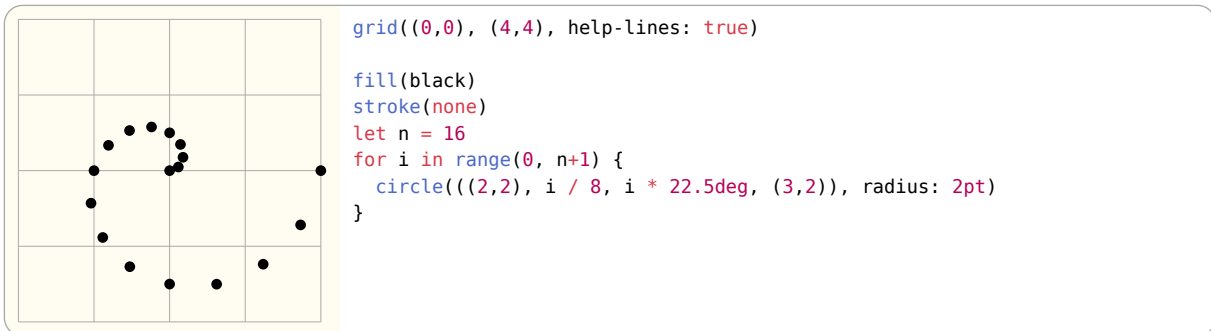 grid((0,0), (4,4), help-lines: true)
fill(black)
stroke(none)
let n = 16
for i in range(0, n+1) {
  circle(((2,2), i / 8, i * 22.5deg, (3,2)), radius: 2pt)
}